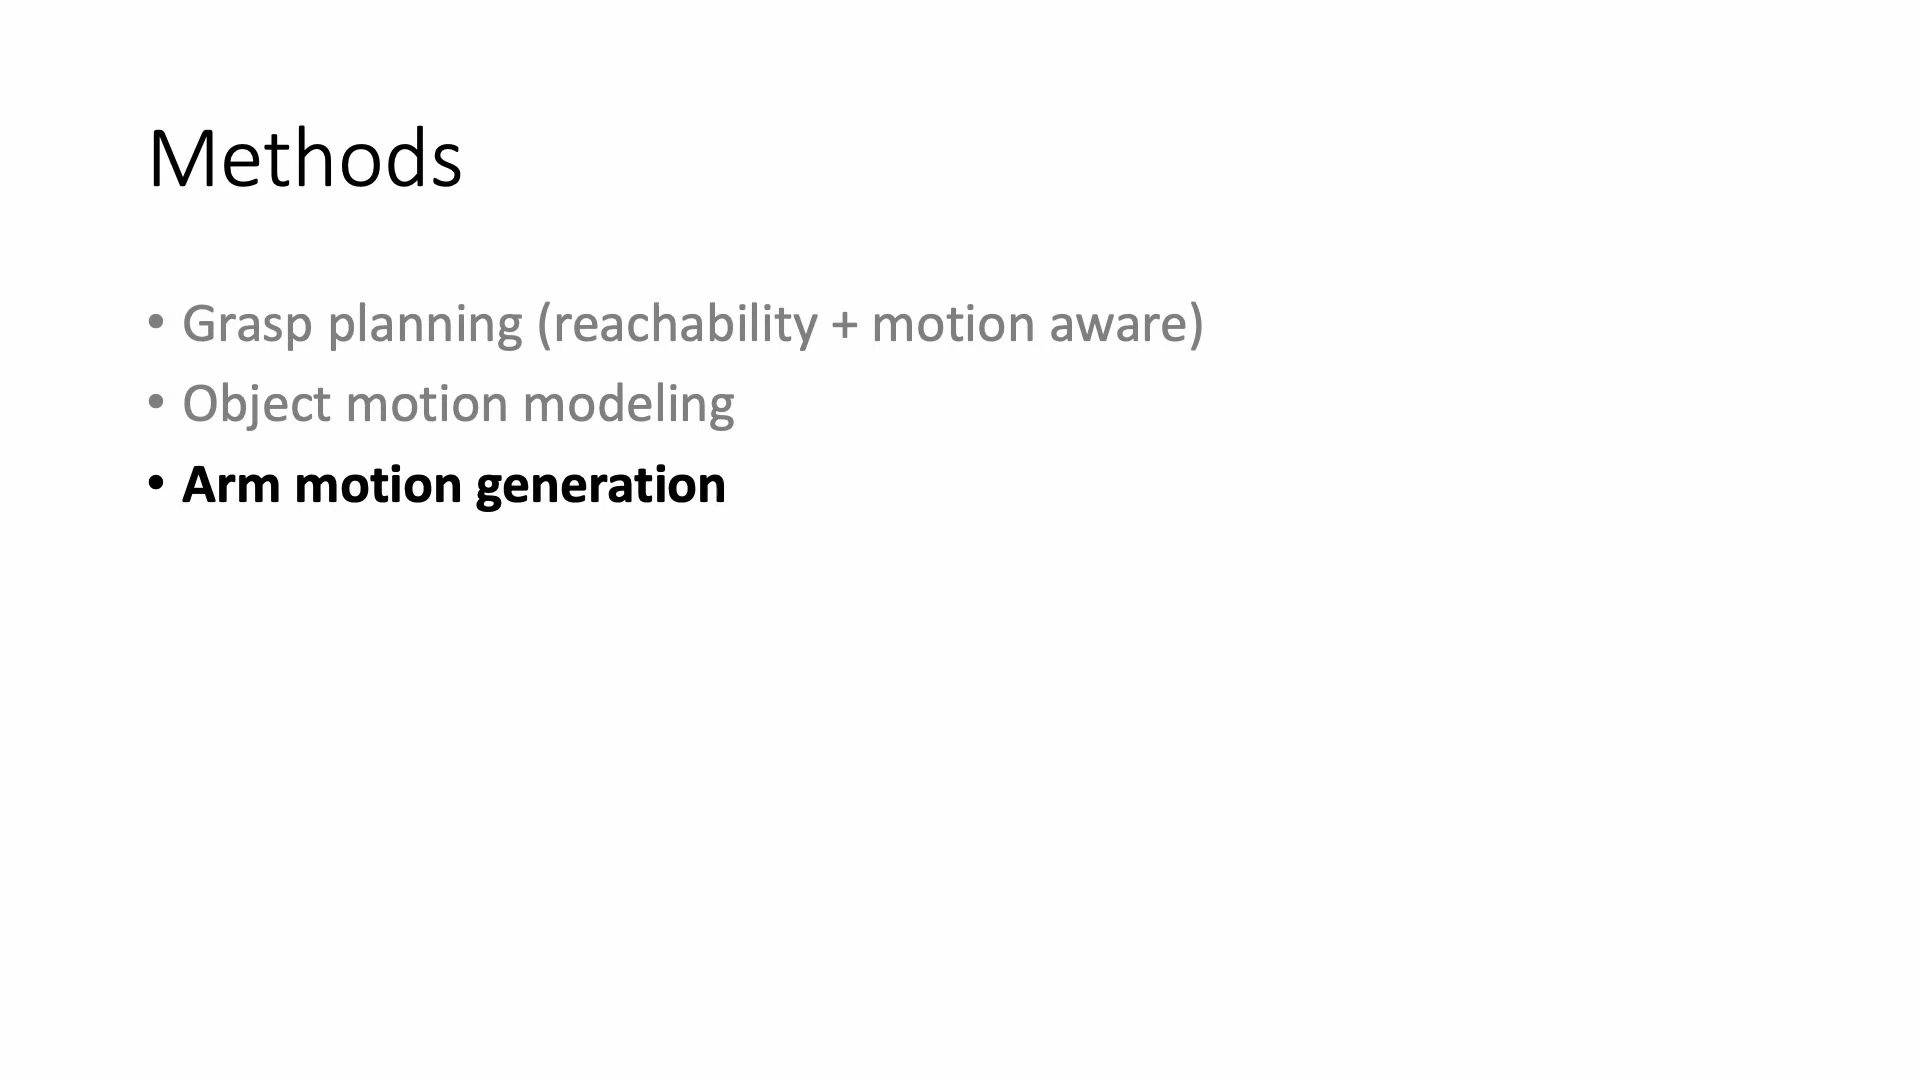 Methods
• Grasp planning (reachability + motion aware)
• Object motion modeling
• Arm motion generation